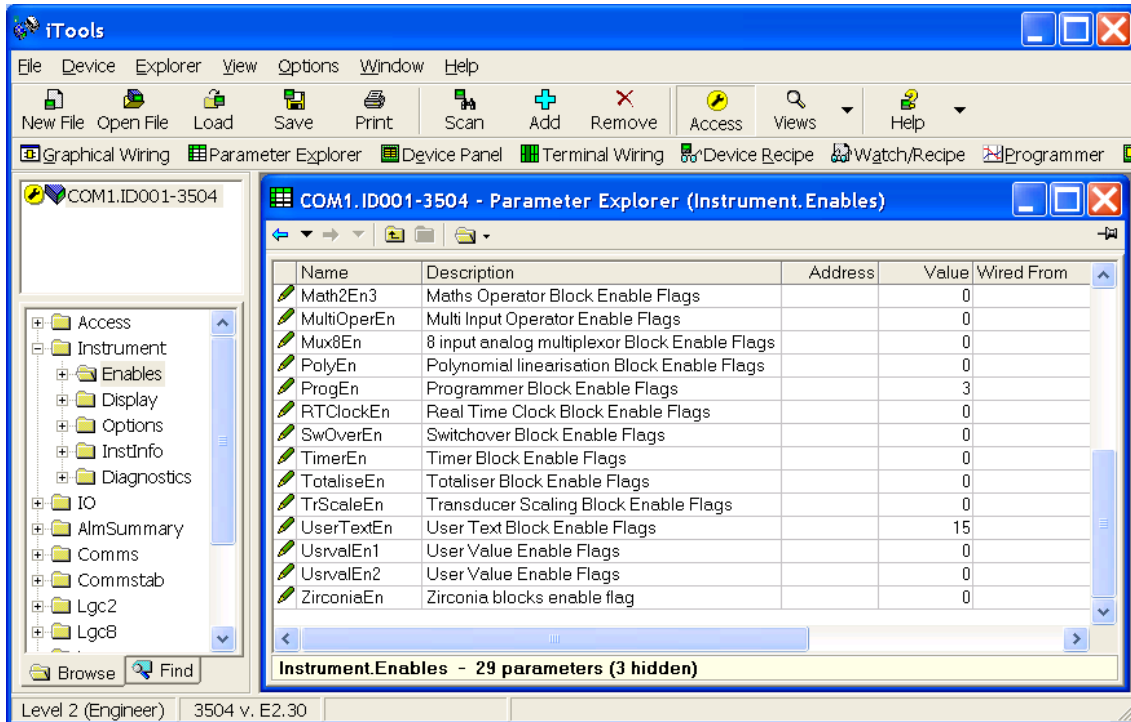 iTools
File Device Explorer View Options Window Help
New File Open File Load Save Print Scan Add Remove Access Views Help
Graphical Wiring Parameter Explorer Device Panel Terminal Wiring Device Recipe Watch/Recipe Programmer
COM1.ID001-3504
COM1.ID001-3504 - Parameter Explorer (Instrument.Enables)
Name Description Address Value Wired From
Math2En3 Maths Operator Block Enable Flags 0
MultiOperEn Multi Input Operator Enable Flags 0
Mux8En 8 input analog multiplexor Block Enable Flags 0
PolyEn Polynomial linearisation Block Enable Flags 0
ProgEn Programmer Block Enable Flags 3
RTClockEn Real Time Clock Block Enable Flags 0
SwOverEn Switchover Block Enable Flags 0
TimerEn Timer Block Enable Flags 0
TotaliseEn Totaliser Block Enable Flags 0
TrScaleEn Transducer Scaling Block Enable Flags 0
UserTextEn User Text Block Enable Flags 15
UsrvalEn1 User Value Enable Flags 0
UsrvalEn2 User Value Enable Flags 0
ZirconiaEn Zirconia blocks enable flag 0
Instrument.Enables - 29 parameters (3 hidden)
Access
Instrument
Enables
Display
Options
InstInfo
Diagnostics
IO
AlmSummary
Comms
Commstab
Lgc2
Lgc8
Browse Find
Level 2 (Engineer) 3504 v. E2.30